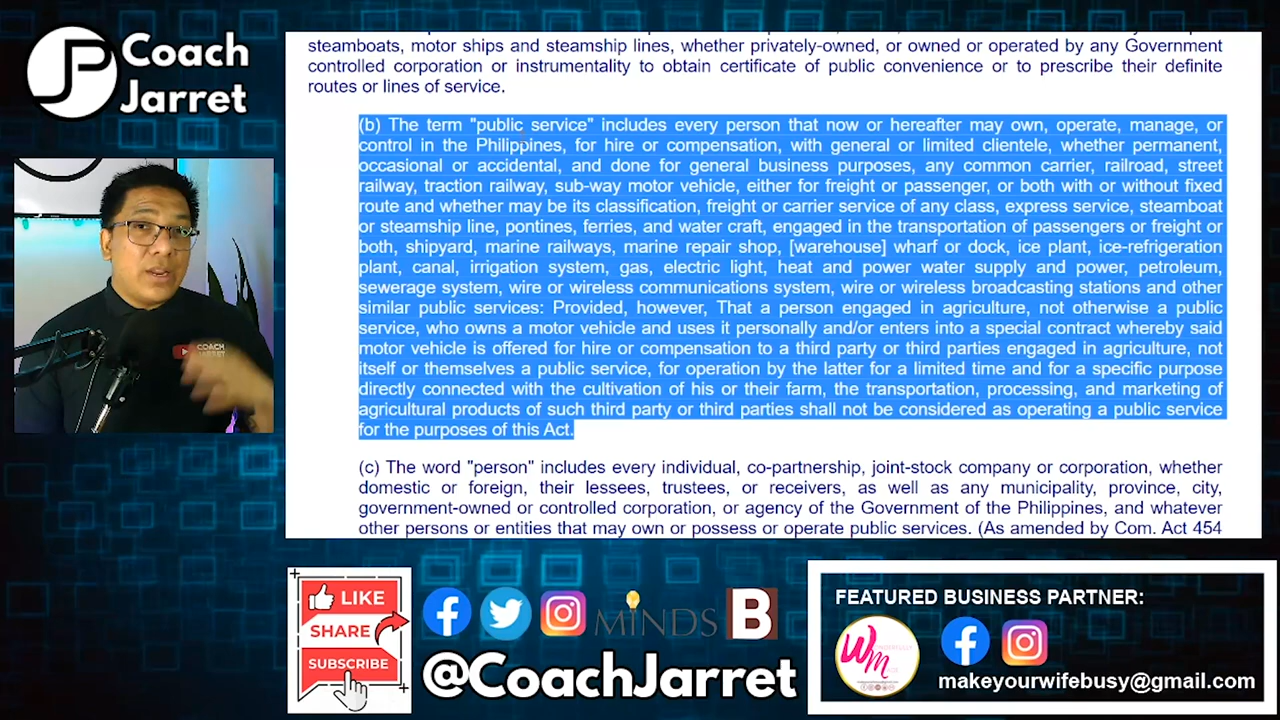 Coach
Jarret
steamboats, motor ships and steamship lines, whether privately-owned, or owned or operated by any Government
controlled corporation or instrumentality to obtain certificate of public convenience or to prescribe their definite
routes or lines of service.
(b) The term "public service" includes every person that now or hereafter may own, operate, manage, or
control in the Philippines, for hire or compensation, with general or limited clientele, whether permanent,
occasional or accidental, and done for general business purposes, any common carrier, railroad, street
railway, traction railway, sub-way motor vehicle, either for freight or passenger, or both with or without fixed
route and whether may be its classification, freight or carrier service of any class, express service, steamboat
or steamship line, pontines, ferries, and water craft, engaged in the transportation of passengers or freight or
both, shipyard, marine railways, marine repair shop, [warehouse] wharf or dock, ice plant, ice-refrigeration
plant, canal, irrigation system, gas, electric light, heat and power water supply and power, petroleum,
sewerage system, wire or wireless communications system, wire or wireless broadcasting stations and other
similar public services: Provided, however, That a person engaged in agriculture, not otherwise a public
service, who owns a motor vehicle and uses it personally and/or enters into a special contract whereby said
motor vehicle is offered for hire or compensation to a third party or third parties engaged in agriculture, not
itself or themselves a public service, for operation by the latter for a limited time and for a specific purpose
directly connected with the cultivation of his or their farm, the transportation, processing, and marketing of
agricultural products of such third party or third parties shall not be considered as operating a public service
for the purposes of this Act.
(c) The word "person" includes every individual, co-partnership, joint-stock company or corporation, whether
domestic or foreign, their lessees, trustees, or receivers, as well as any municipality, province, city,
government-owned or controlled corporation, or agency of the Government of the Philippines, and whatever
other persons or entities that may own or possess or operate public services. (As amended by Com. Act 454
COACH
JARRET
LIKE
SHARE
SUBSCRIBE
MINDS
B
@CoachJarret
FEATURED BUSINESS PARTNER:
WM
makeyourwifebusy@gmail.com